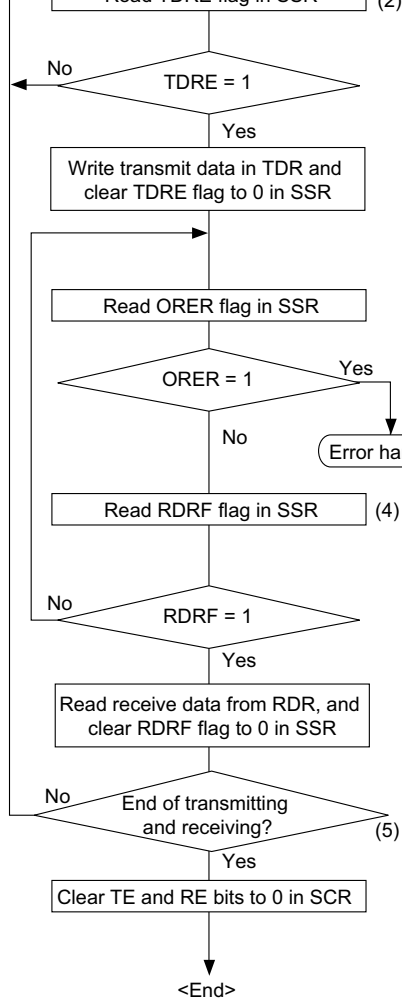 Read TDRE flag in SSR
(2)
No
TDRE = 1
Yes
Write transmit data in TDR and
clear TDRE flag to 0 in SSR
Read ORER flag in SSR
Yes
ORER = 1
No
Error ha
Read RDRF flag in SSR
(4)
No
RDRF = 1
Yes
Read receive data from RDR, and
clear RDRF flag to 0 in SSR
No
End of transmitting
and receiving?
(5)
Yes
Clear TE and RE bits to 0 in SCR
<End>